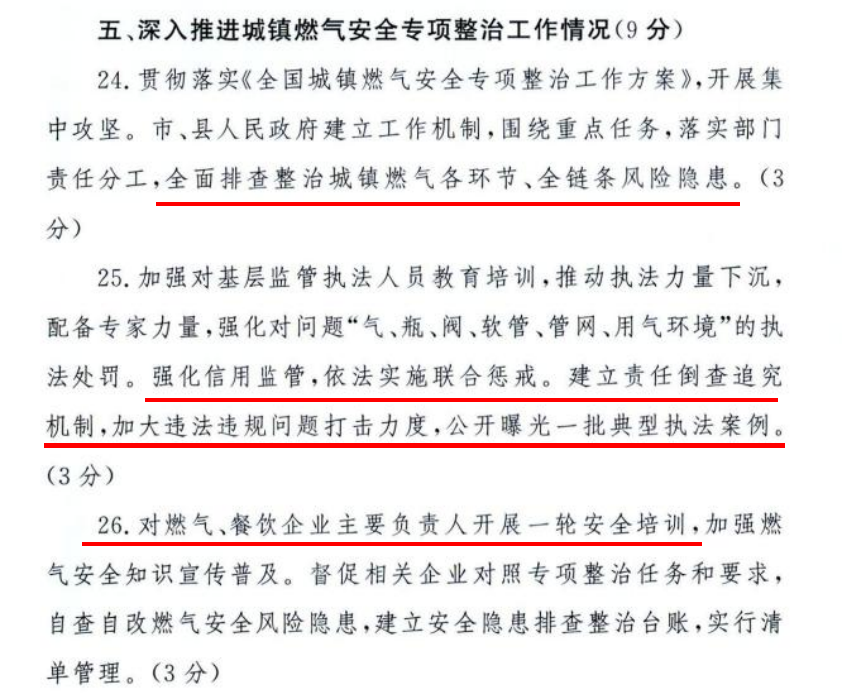 五、深入推进城镇燃气安全专项整治工作情况(9分)
24.贯彻落实《全国城镇燃气安全专项整治工作方案》,开展集
中攻坚。市、县人民政府建立工作机制,围绕重点任务,落实部门
责任分工,全面排查整治城镇燃气各环节、全链条风险隐患。(3
分)
25.加强对基层监管执法人员教育培训,推动执法力量下沉,
配备专家力量,强化对问题“气、瓶、阀、软管、管网、用气环境”的执
法处罚。强化信用监管,依法实施联合惩戒。建立责任倒查追究
机制,加大违法违规问题打击力度,公开曝光一批典型执法案例。
(3分)
26.对燃气、餐饮企业主要负责人开展一轮安全培训,加强燃
气安全知识宣传普及。督促相关企业对照专项整治任务和要求,
自查自改燃气安全风险隐患,建立安全隐患排查整治台账,实行清
单管理。(3分)